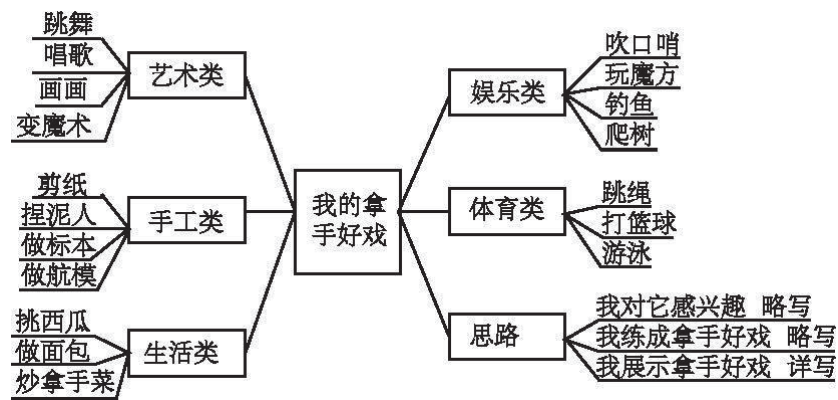 我的拿
手好戏
艺术类
跳舞
唱歌
画画
变魔术
手工类
剪纸
捏泥人
做标本
做航模
生活类
挑西瓜
做面包
炒拿手菜
娱乐类
吹口哨
玩魔方
钓鱼
爬树
体育类
跳绳
打篮球
游泳
思路
我对它感兴趣 略写
我练成拿手好戏 略写
我展示拿手好戏 详写